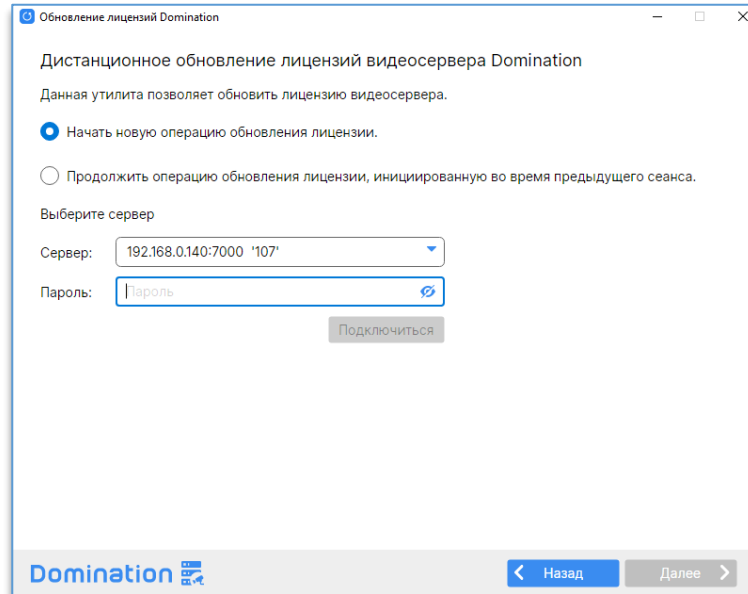 Обновление лицензий Domination
Дистанционное обновление лицензий видеосервера Domination
Данная утилита позволяет обновить лицензию видеосервера.
Начать новую операцию обновления лицензии.
Продолжить операцию обновления лицензии, инициированную во время предыдущего сеанса.
Выберите сервер
Сервер: 192.168.0.140:7000 '107'
Пароль: Пароль
Подключиться
Domination Назад Далее